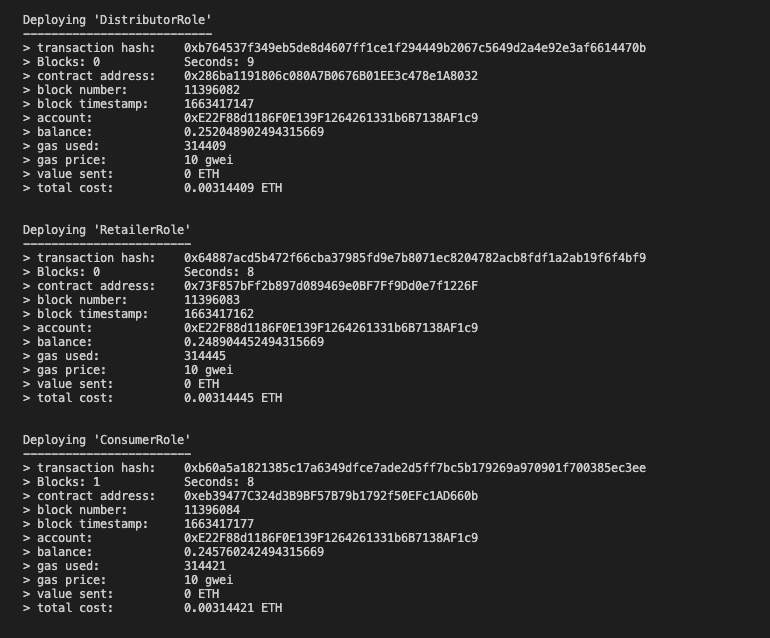 Deploying 'DistributorRole'
---------------------------
> transaction hash:    0xb764537f349eb5de8d4607ff1ce1f294449b2067c5649d2a4e92e3af6614470b
> Blocks: 0            Seconds: 9
> contract address:    0x286ba1191806c080A7B0676B01EE3c478e1A8032
> block number:        11396082
> block timestamp:     1663417147
> account:             0xE22F88d1186F0E139F1264261331b6B7138AF1c9
> balance:             0.252048902494315669
> gas used:            314409
> gas price:           10 gwei
> value sent:          0 ETH
> total cost:          0.00314409 ETH
Deploying 'RetailerRole'
------------------------
> transaction hash:    0x64887acd5b472f66cba37985fd9e7b8071ec8204782acb8fdf1a2ab19f6f4bf9
> Blocks: 0            Seconds: 8
> contract address:    0x73F857bFf2b897d089469e0BF7Ff9Dd0e7f1226F
> block number:        11396083
> block timestamp:     1663417162
> account:             0xE22F88d1186F0E139F1264261331b6B7138AF1c9
> balance:             0.248904452494315669
> gas used:            314445
> gas price:           10 gwei
> value sent:          0 ETH
> total cost:          0.00314445 ETH
Deploying 'ConsumerRole'
------------------------
> transaction hash:    0xb60a5a1821385c17a6349dfce7ade2d5ff7bc5b179269a970901f700385ec3ee
> Blocks: 1            Seconds: 8
> contract address:    0xeb39477C324d3B9BF57B79b1792f50EFc1AD660b
> block number:        11396084
> block timestamp:     1663417177
> account:             0xE22F88d1186F0E139F1264261331b6B7138AF1c9
> balance:             0.245760242494315669
> gas used:            314421
> gas price:           10 gwei
> value sent:          0 ETH
> total cost:          0.00314421 ETH